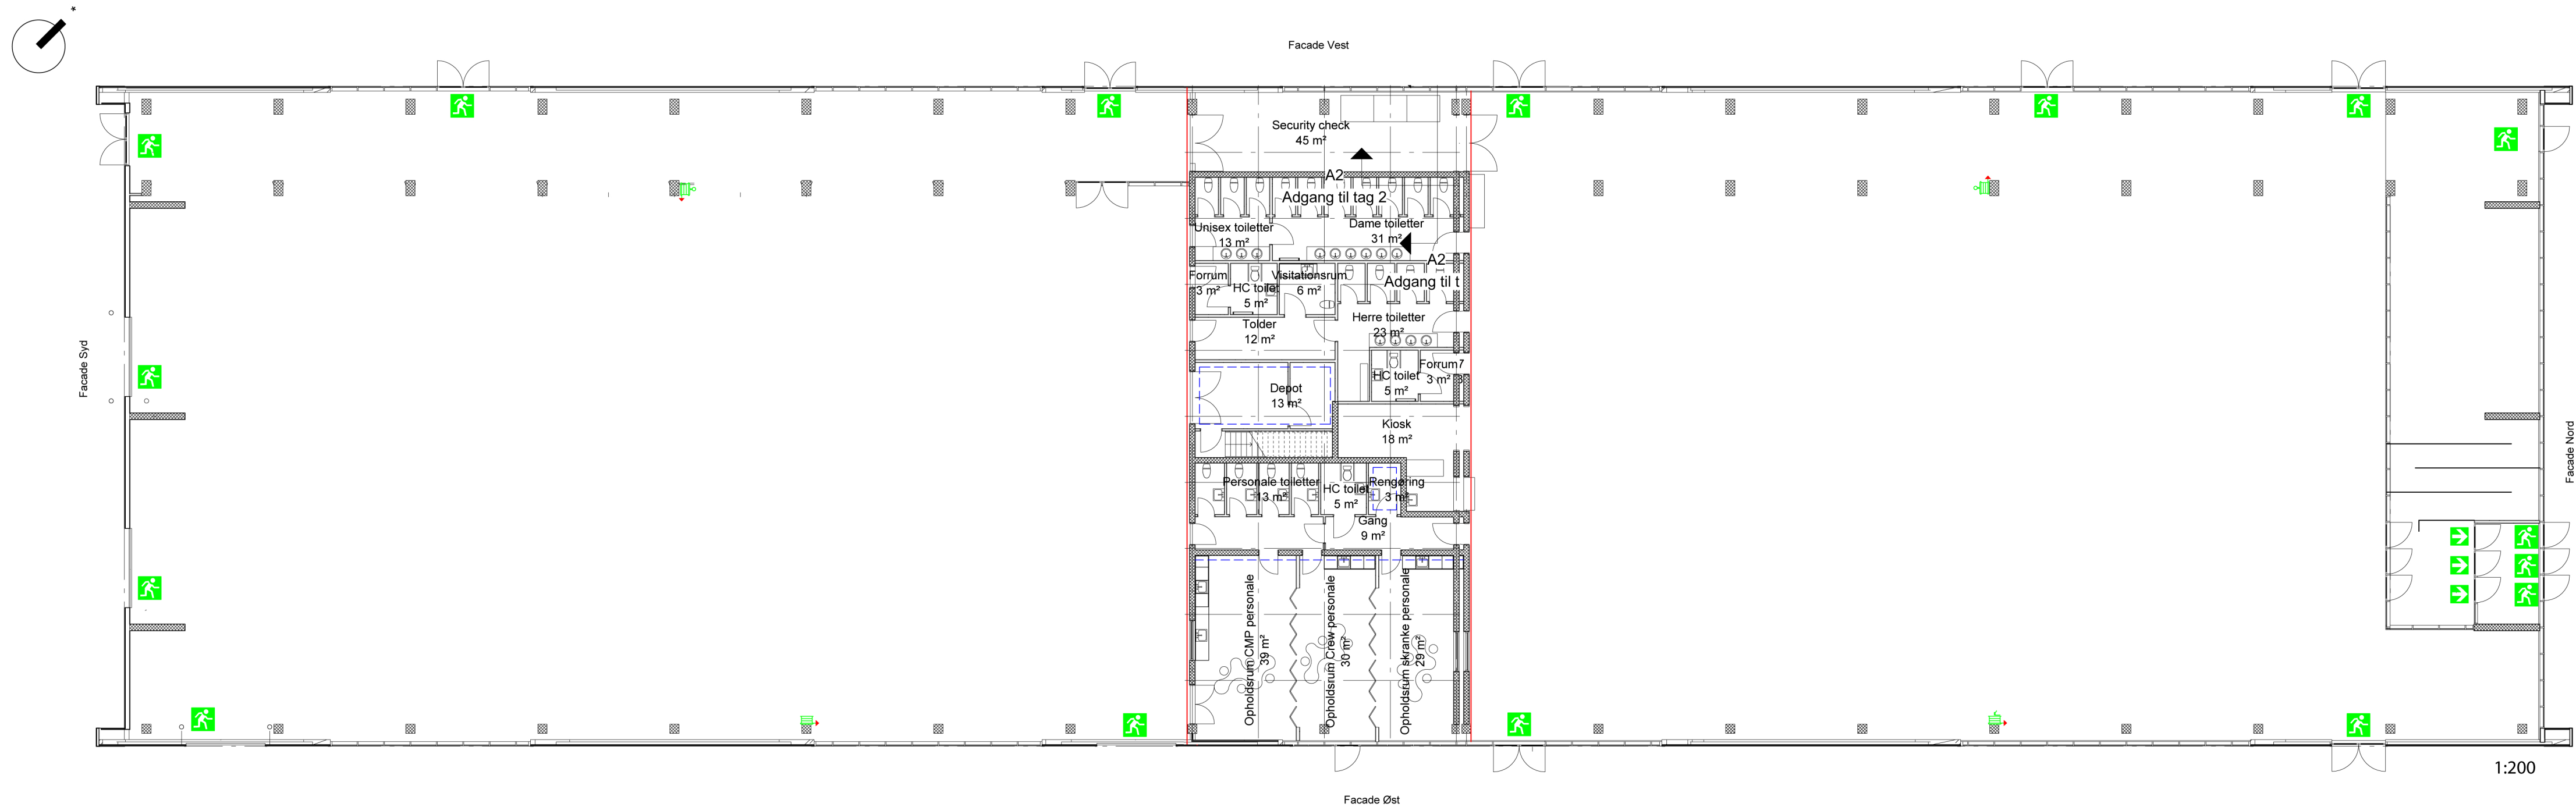 *
Facade Vest
Security check
45 m²
A2
Adgang til tag 2
Unisex toiletter
13 m²
Dame toiletter
31 m²
A2
Adgang til t
Forrum
3 m²
HC toilet
5 m²
Visitationsrum
6 m²
Tolder
12 m²
Herre toiletter
23 m²
Forrum7
3 m²
HC toilet
5 m²
Depot
13 m²
Kiosk
18 m²
Personale toiletter
13 m²
HC toilet
5 m²
Rengøring
3 m²
Gang
9 m²
Opholdsrum CMP personale
39 m²
Opholdsrum Crew personale
30 m²
Opholdsrum skranke personale
29 m²
Facade Syd
Facade Nord
1:200
Facade Øst